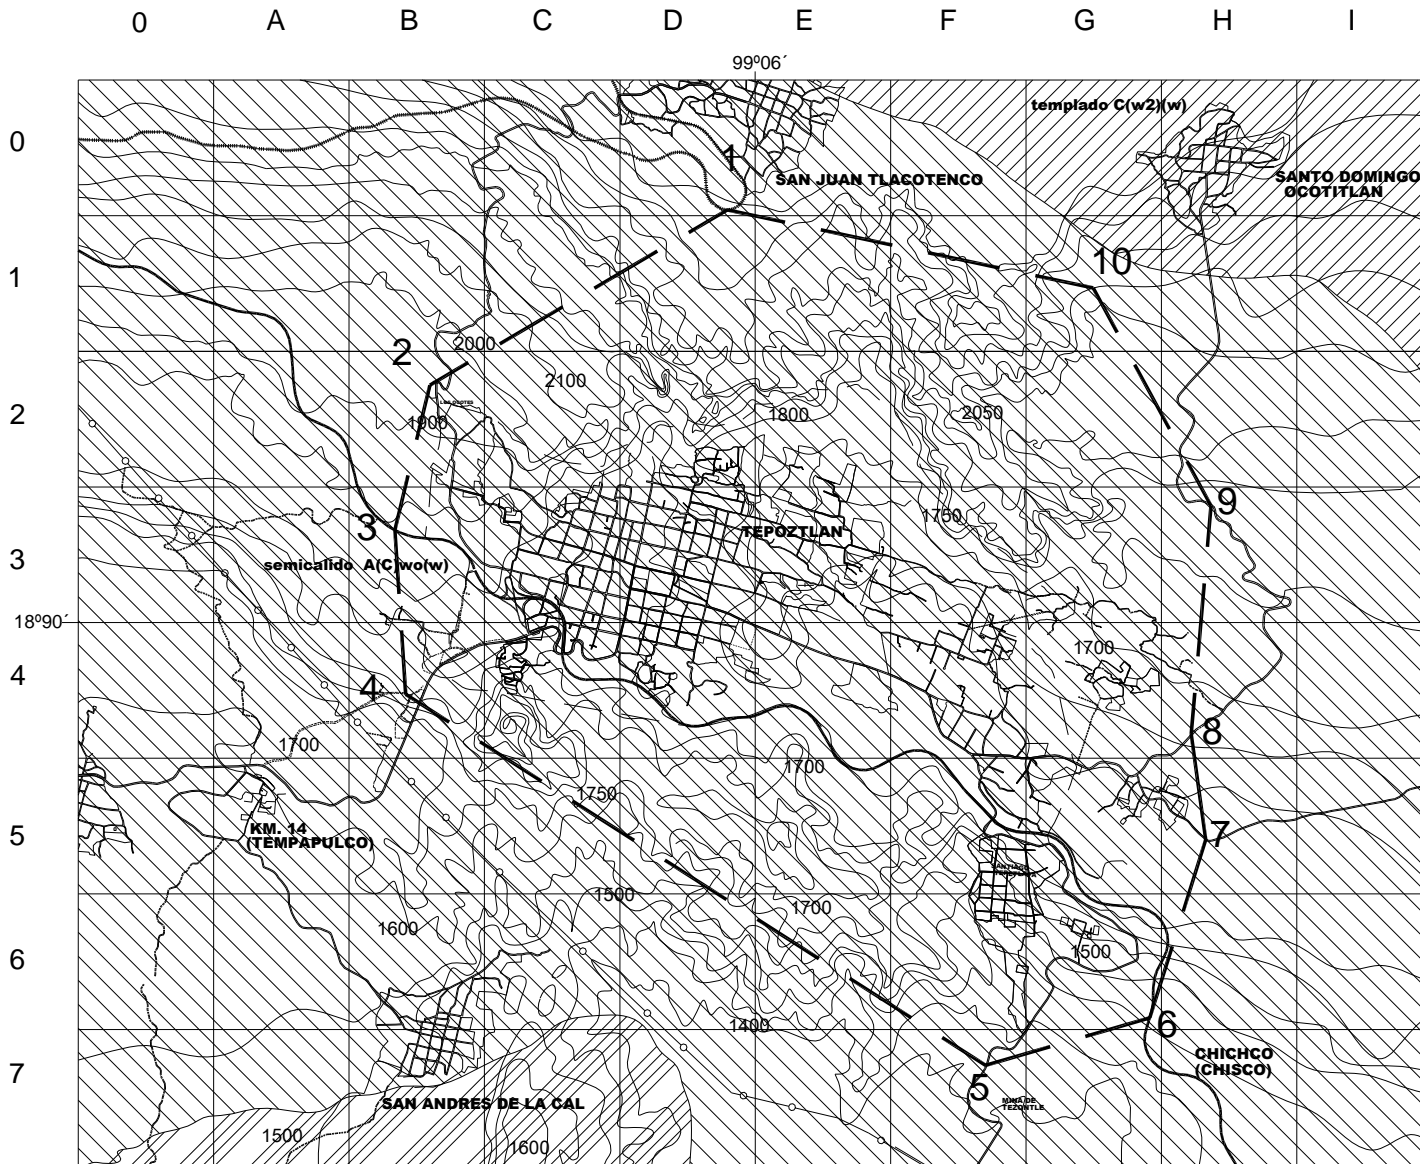 0 A B C D E F G H I
99º06´
templado C(w2)(w)
0
1
SAN JUAN TLACOTENCO
SANTO DOMINGO
OCOTITLAN
10
1
2
2000
2100
1900
1800
2050
2
9
3
1750
TEPOZTLAN
3
semicalido A(C)wo(w)
18º90´
1700
4
4
8
1700
1700
1750
KM. 14
(TEMPAPULCO)
5
7
1500
1700
1600
1500
6
1400
6
CHICHCO
(CHISCO)
7
5
MINA DE
TEZONTLE
SAN ANDRES DE LA CAL
1500
1600